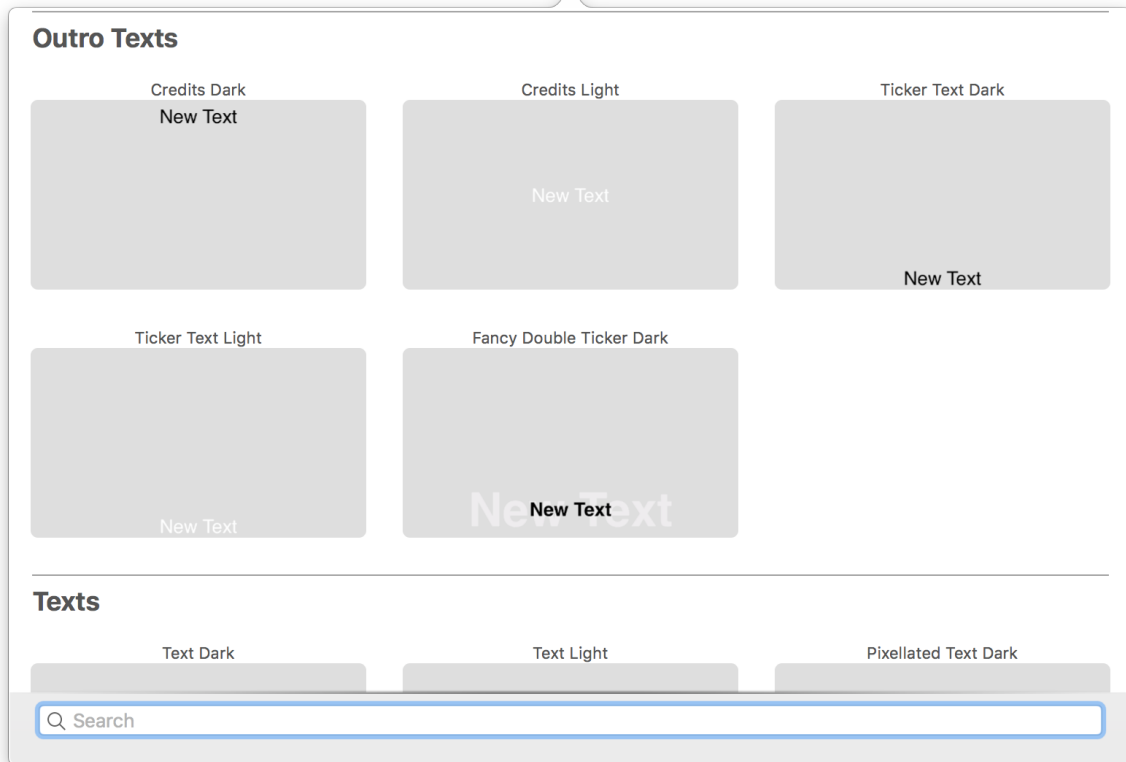 Outro Texts
Credits Dark
New Text
Credits Light
New Text
Ticker Text Dark
New Text
Ticker Text Light
New Text
Fancy Double Ticker Dark
New Text
New Text
Texts
Text Dark
Text Light
Pixellated Text Dark
Search